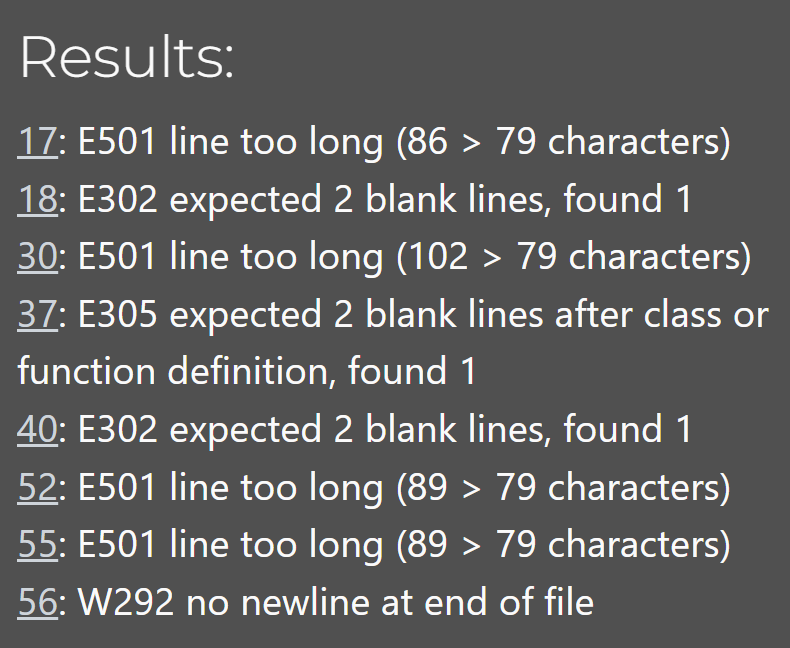 Results:
17: E501 line too long (86 > 79 characters)
18: E302 expected 2 blank lines, found 1
30: E501 line too long (102 > 79 characters)
37: E305 expected 2 blank lines after class or
function definition, found 1
40: E302 expected 2 blank lines, found 1
52: E501 line too long (89 > 79 characters)
55: E501 line too long (89 > 79 characters)
56: W292 no newline at end of file